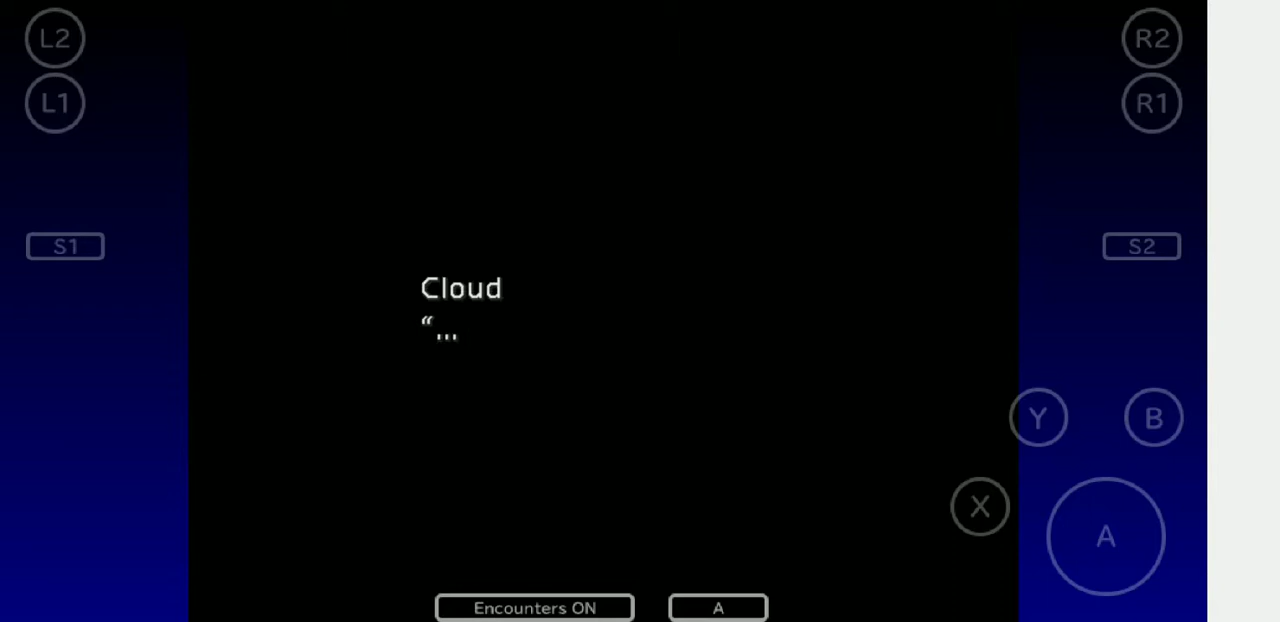 L2
R2
L1
R1
S1
S2
Cloud
“...
Y
B
X
A
Encounters ON
A